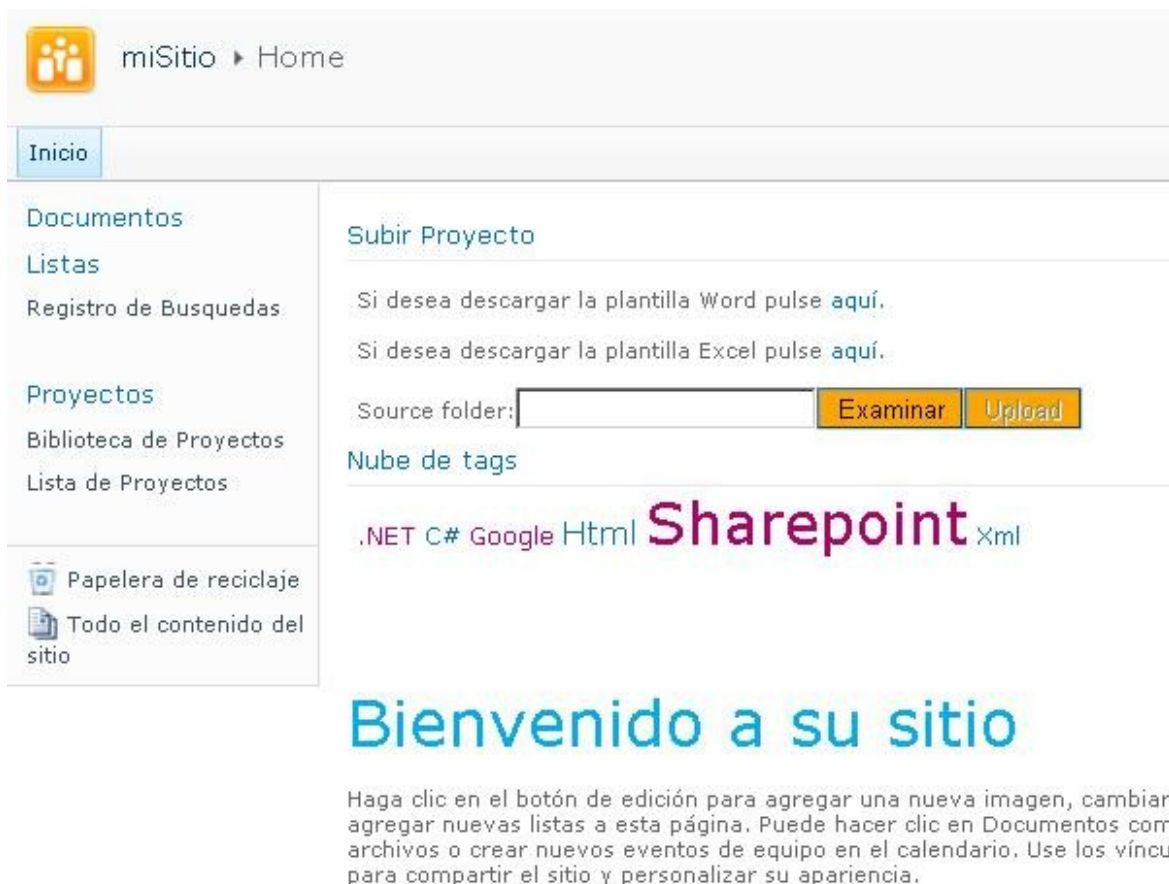 miSitio ▸ Home
Inicio
Documentos
Listas
Registro de Busquedas
Proyectos
Biblioteca de Proyectos
Lista de Proyectos
Papelera de reciclaje
Todo el contenido del
sitio
Subir Proyecto
Si desea descargar la plantilla Word pulse aquí.
Si desea descargar la plantilla Excel pulse aquí.
Source folder: Examinar Upload
Nube de tags
.NET C# Google Html Sharepoint Xml
Bienvenido a su sitio
Haga clic en el botón de edición para agregar una nueva imagen, cambiar
agregar nuevas listas a esta página. Puede hacer clic en Documentos com
archivos o crear nuevos eventos de equipo en el calendario. Use los víncu
para compartir el sitio y personalizar su apariencia.